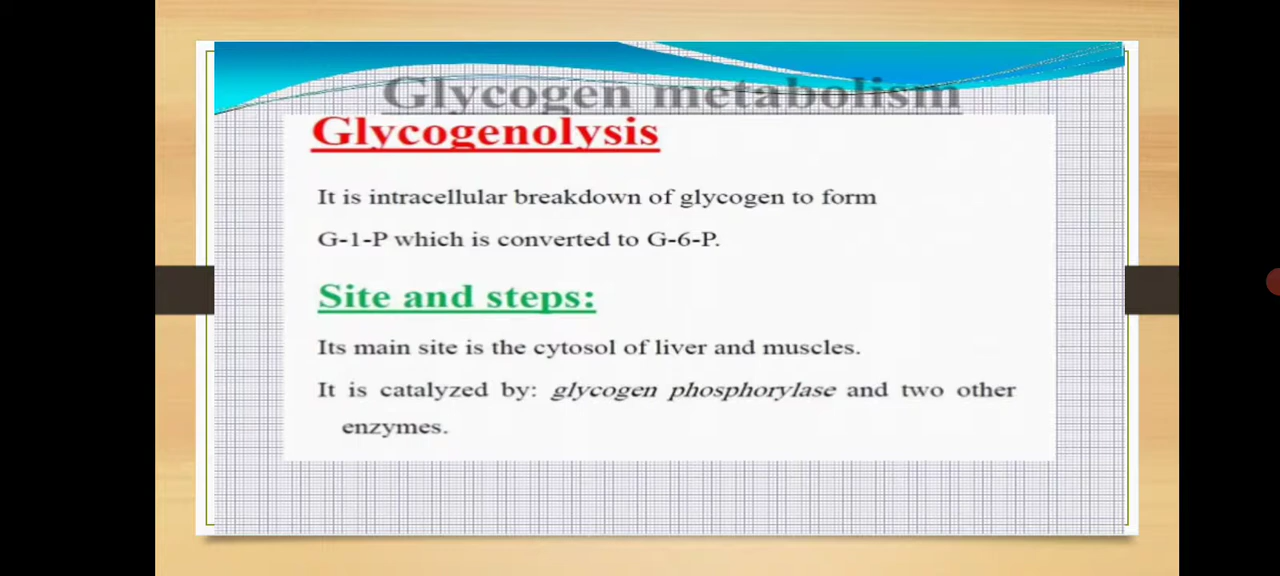 Glycogen metabolism
Glycogenolysis
It is intracellular breakdown of glycogen to form
G-1-P which is converted to G-6-P.
Site and steps:
Its main site is the cytosol of liver and muscles.
It is catalyzed by: glycogen phosphorylase and two other
enzymes.